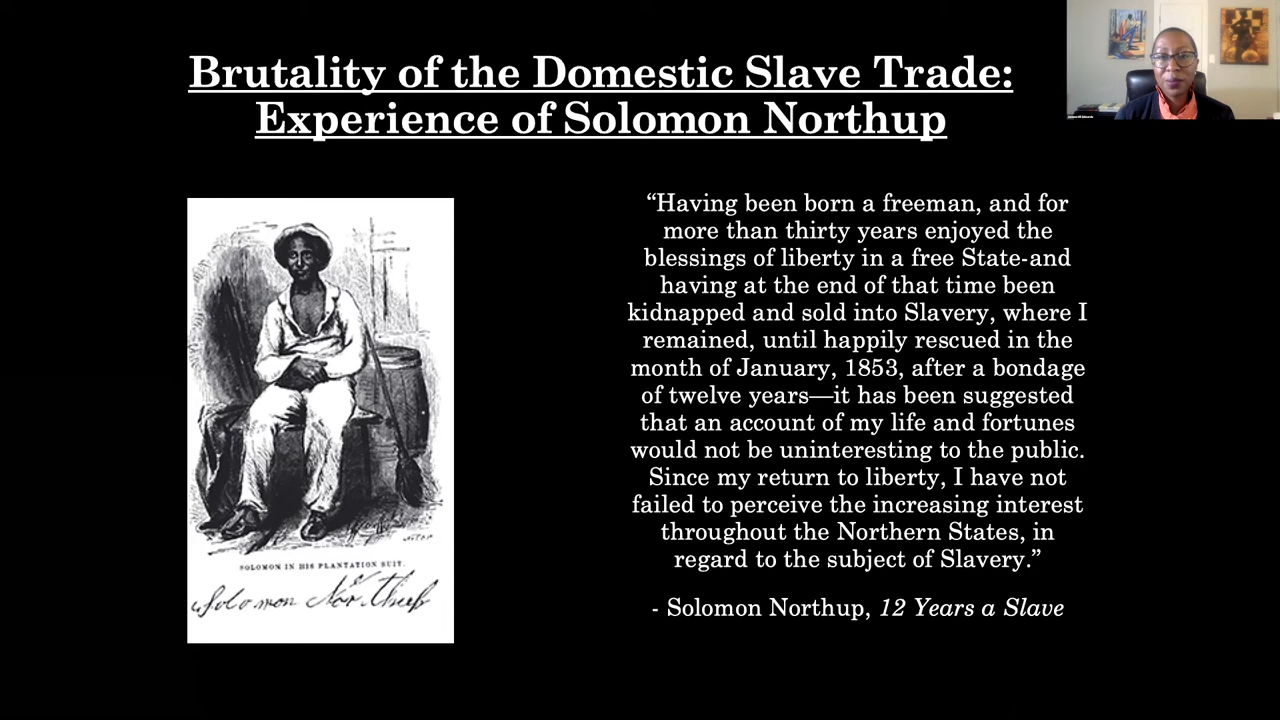 Brutality of the Domestic Slave Trade:
Experience of Solomon Northup
“Having been born a freeman, and for
more than thirty years enjoyed the
blessings of liberty in a free State-and
having at the end of that time been
kidnapped and sold into Slavery, where I
remained, until happily rescued in the
month of January, 1853, after a bondage
of twelve years—it has been suggested
that an account of my life and fortunes
would not be uninteresting to the public.
Since my return to liberty, I have not
failed to perceive the increasing interest
throughout the Northern States, in
regard to the subject of Slavery.”
- Solomon Northup, 12 Years a Slave
SOLOMON IN HIS PLANTATION SUIT.
Solomon Northup